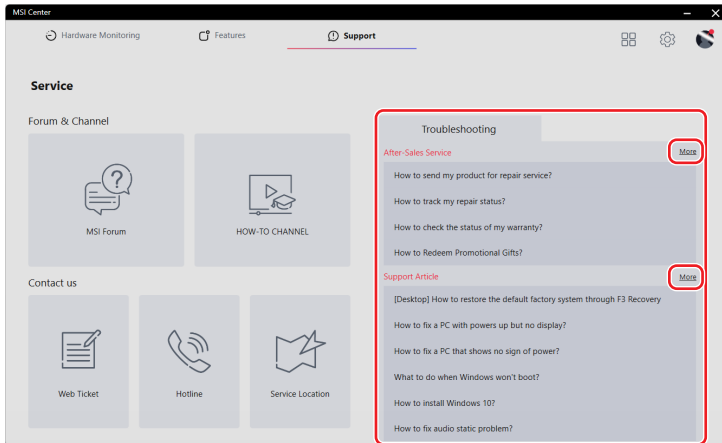 MSI Center
Hardware Monitoring
Features
Support
Service
Forum & Channel
MSI Forum
HOW-TO CHANNEL
Contact us
Web Ticket
Hotline
Service Location
Troubleshooting
After-Sales Service
More
How to send my product for repair service?
How to track my repair status?
How to check the status of my warranty?
How to Redeem Promotional Gifts?
Support Article
More
[Desktop] How to restore the default factory system through F3 Recovery
How to fix a PC with powers up but no display?
How to fix a PC that shows no sign of power?
What to do when Windows won't boot?
How to install Windows 10?
How to fix audio static problem?